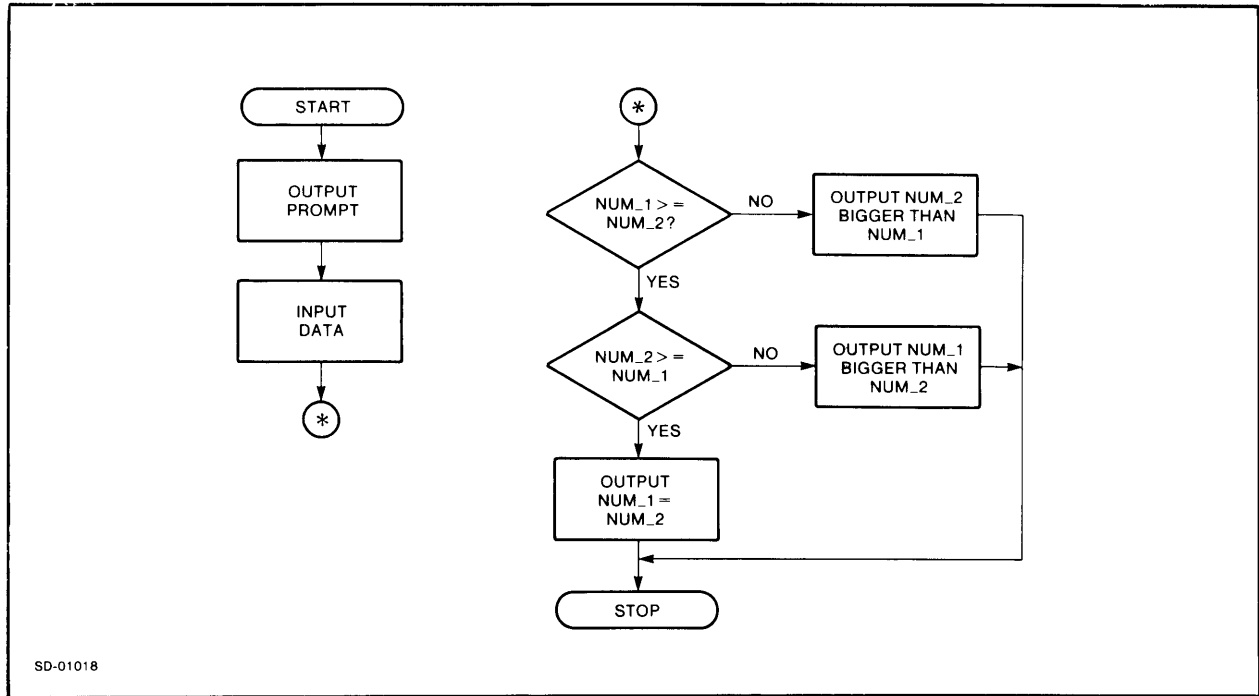 START
OUTPUT
PROMPT
INPUT
DATA
*
*
NUM_1 > =
NUM_2?
NO
OUTPUT NUM_2
BIGGER THAN
NUM_1
YES
NUM_2 > =
NUM_1
NO
OUTPUT NUM_1
BIGGER THAN
NUM_2
YES
OUTPUT
NUM_1 =
NUM_2
STOP
SD-01018